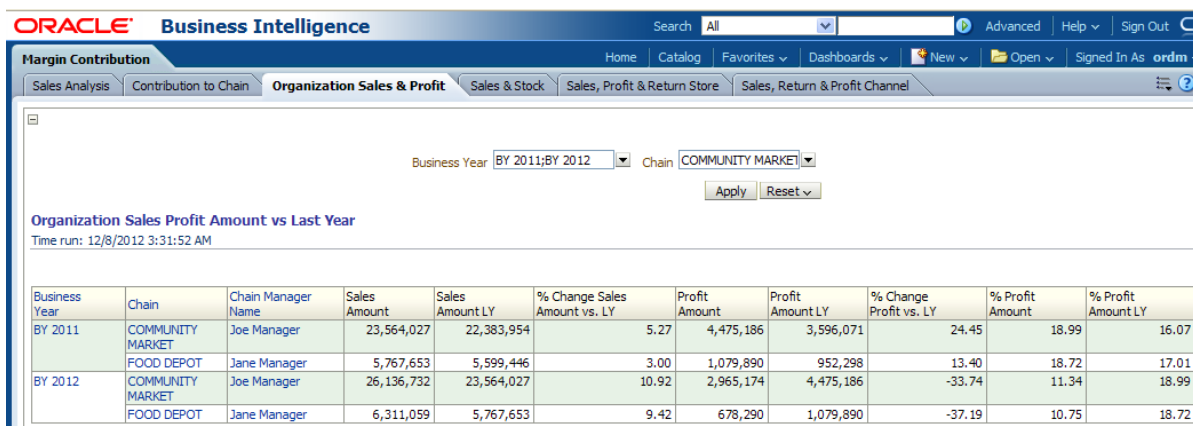 ORACLE Business Intelligence Search All Advanced Help Sign Out
Margin Contribution Home Catalog Favorites Dashboards New Open Signed In As ordm
Sales Analysis Contribution to Chain Organization Sales & Profit Sales & Stock Sales, Profit & Return Store Sales, Return & Profit Channel
Business Year BY 2011;BY 2012 Chain COMMUNITY MARKET
Apply Reset
Organization Sales Profit Amount vs Last Year
Time run: 12/8/2012 3:31:52 AM
Business Year Chain Chain Manager Name Sales Amount Sales Amount LY % Change Sales Amount vs. LY Profit Amount Profit Amount LY % Change Profit vs. LY % Profit Amount % Profit Amount LY
BY 2011 COMMUNITY MARKET Joe Manager 23,564,027 22,383,954 5.27 4,475,186 3,596,071 24.45 18.99 16.07
FOOD DEPOT Jane Manager 5,767,653 5,599,446 3.00 1,079,890 952,298 13.40 18.72 17.01
BY 2012 COMMUNITY MARKET Joe Manager 26,136,732 23,564,027 10.92 2,965,174 4,475,186 -33.74 11.34 18.99
FOOD DEPOT Jane Manager 6,311,059 5,767,653 9.42 678,290 1,079,890 -37.19 10.75 18.72